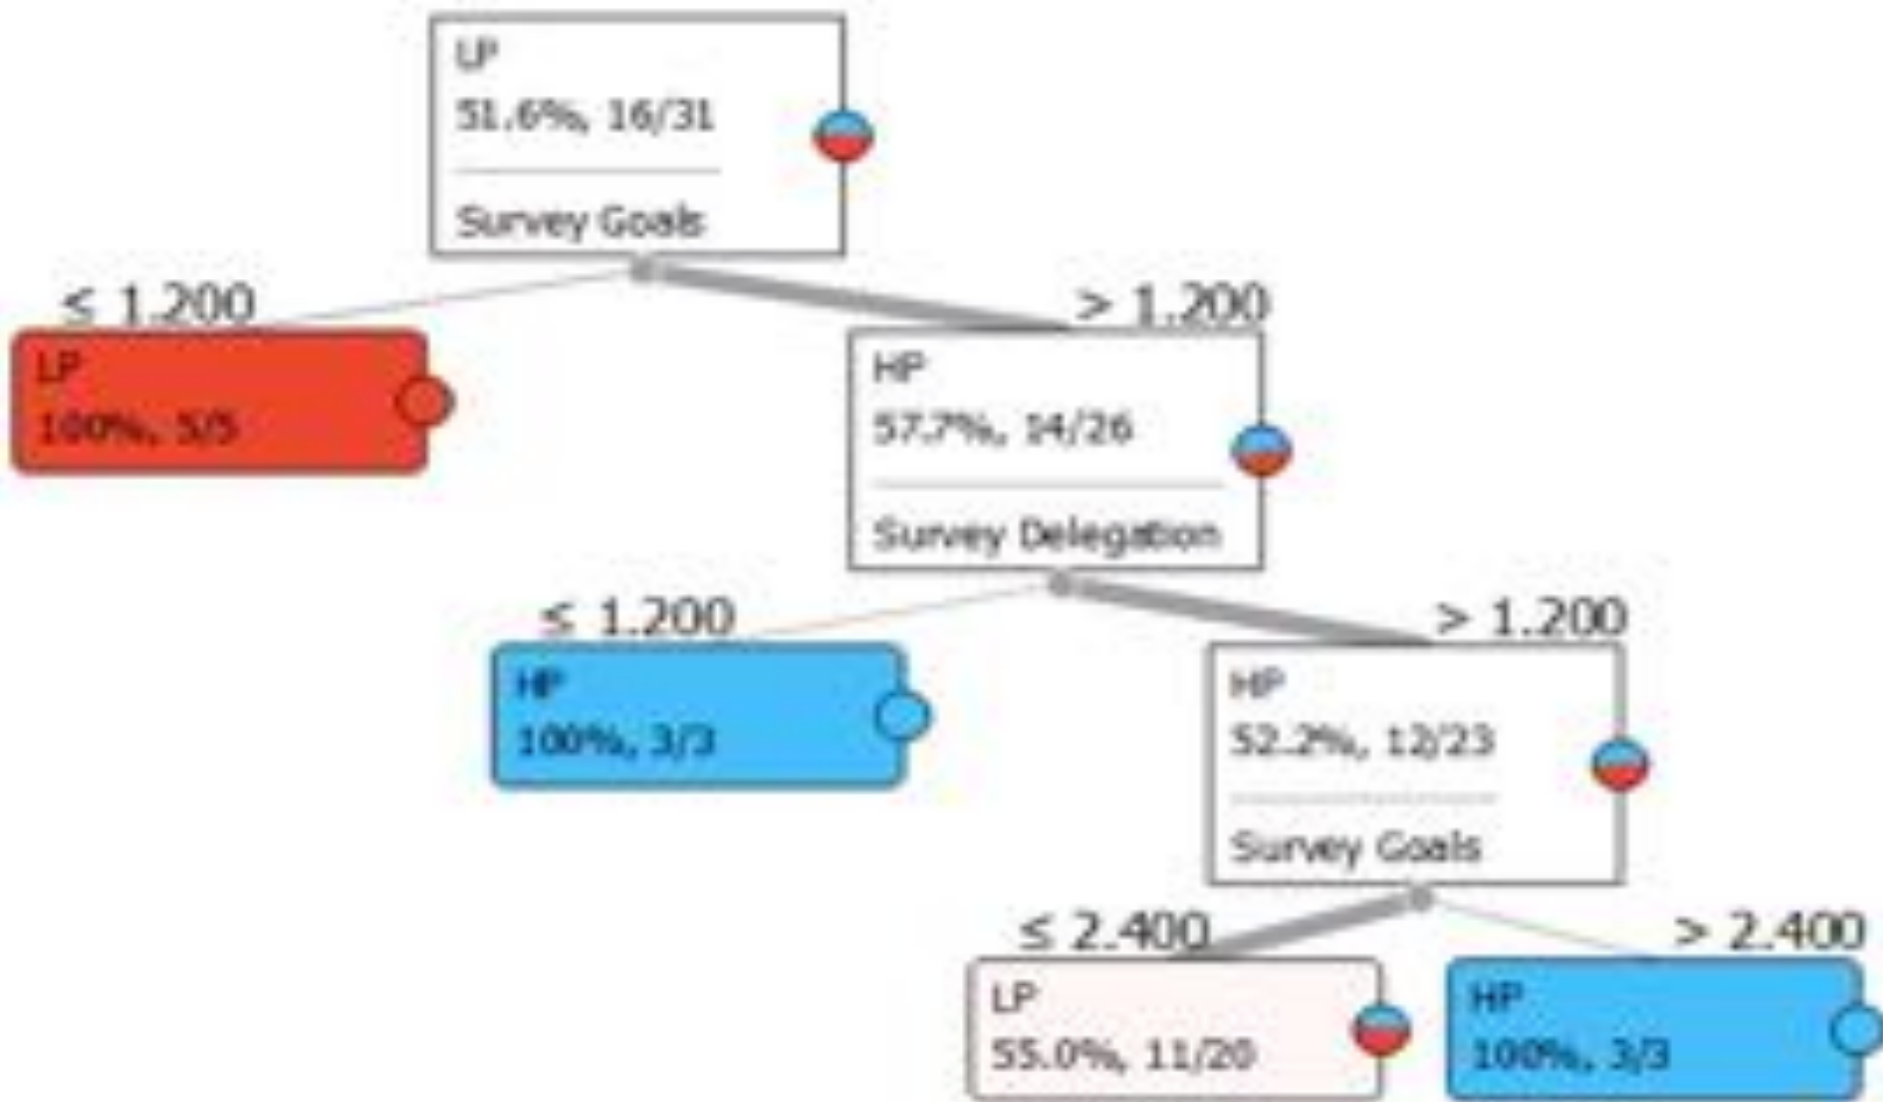 LP
51.6%, 16/31
Survey Goals
≤ 1.200
> 1.200
LP
100%, 5/5
HP
57.7%, 14/26
Survey Delegation
≤ 1.200
> 1.200
HP
100%, 3/3
HP
52.2%, 12/23
Survey Goals
≤ 2.400
> 2.400
LP
55.0%, 11/20
HP
100%, 3/3